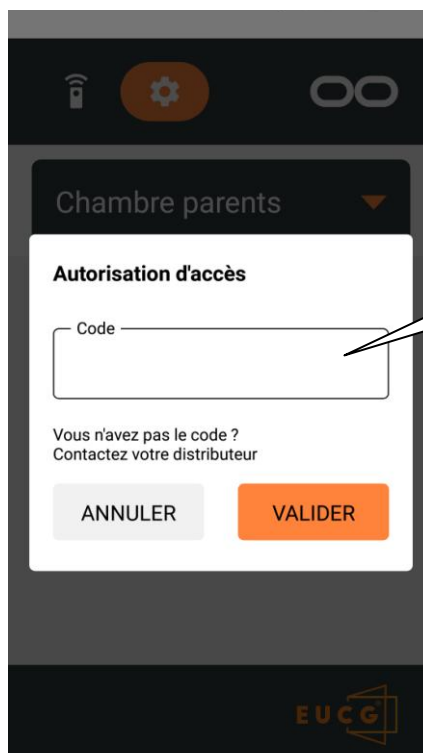 Chambre parents
Autorisation d'accès
Code
Vous n'avez pas le code ?
Contactez votre distributeur
ANNULER
VALIDER
EUCG